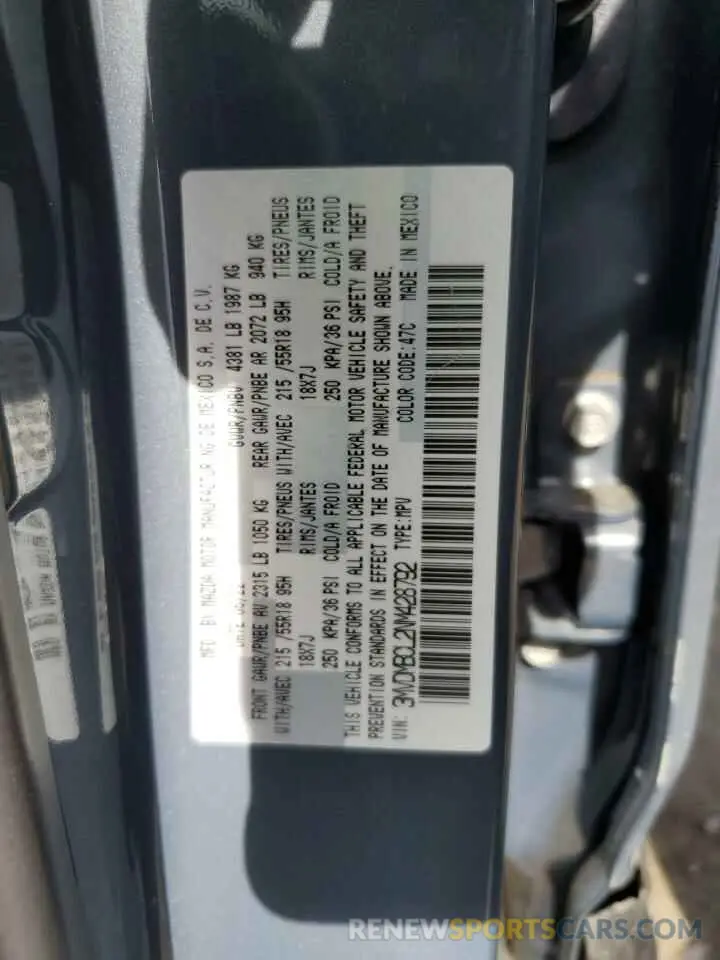 MFG. BY MAZDA MOTOR MANUFACTURING DE MEXICO S.A. DE C.V.
GVWR/PNBV 4381 LB 1987 KG
FRONT GAWR/PNBE AV 2315 LB 1050 KG REAR GAWR/PNBE AR 2072 LB 940 KG
WITH/AVEC 215 /55R18 95H TIRES/PNEUS WITH/AVEC 215 /55R18 95H TIRES/PNEUS
18X7J RIMS/JANTES 18X7J RIMS/JANTES
250 KPA/36 PSI COLD/A FROID 250 KPA/36 PSI COLD/A FROID
THIS VEHICLE CONFORMS TO ALL APPLICABLE FEDERAL MOTOR VEHICLE SAFETY AND THEFT
PREVENTION STANDARDS IN EFFECT ON THE DATE OF MANUFACTURE SHOWN ABOVE.
VIN: 3MVDMBCL2NM428792 TYPE:MPV COLOR CODE:47C MADE IN MEXICO
RENEWSPORTSCARS.COM